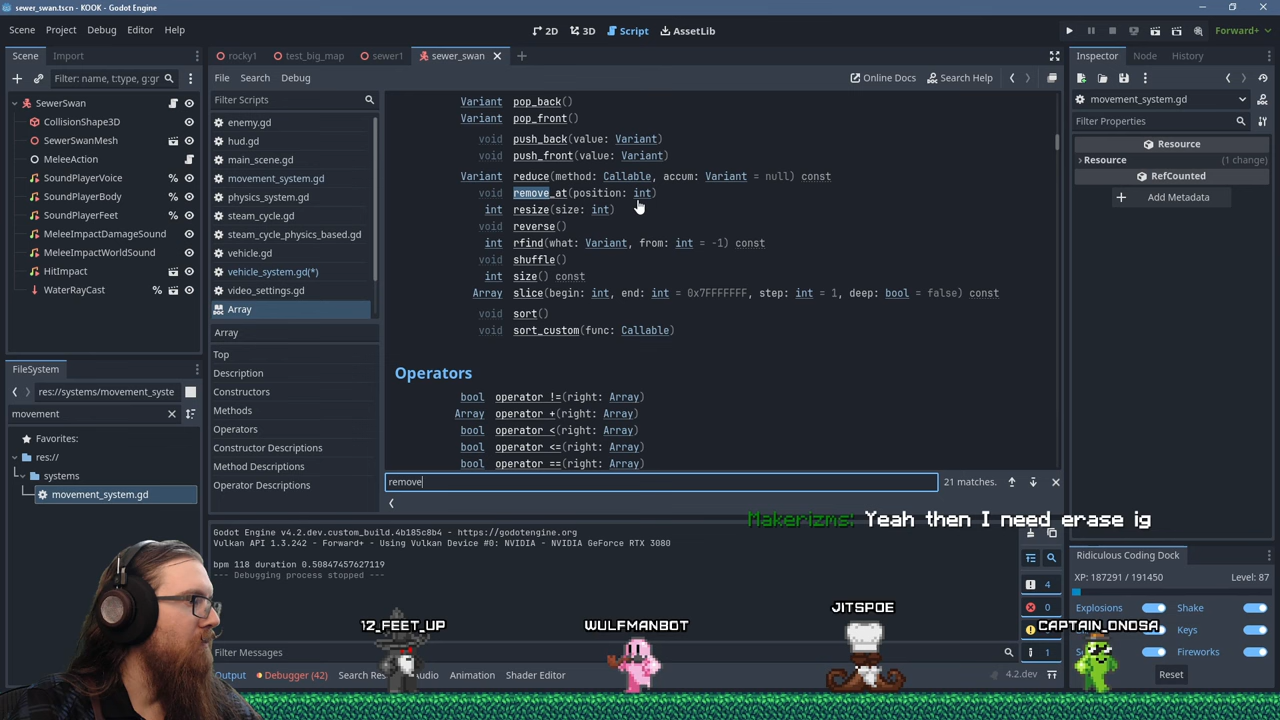 sewer_swan.tscn - KOOK - Godot Engine
Scene Project Debug Editor Help
2D 3D Script AssetLib
Forward+
Scene Import
rocky1 test_big_map sewer1 sewer_swan
Inspector Node History
Filter: name, t:type, g:gr
File Search Debug
Online Docs Search Help
SewerSwan
CollisionShape3D
SewerSwanMesh
MeleeAction
SoundPlayerVoice
SoundPlayerBody
SoundPlayerFeet
MeleeImpactDamageSound
MeleeImpactWorldSound
HitImpact
WaterRayCast
Filter Scripts
enemy.gd
hud.gd
main_scene.gd
movement_system.gd
physics_system.gd
steam_cycle.gd
steam_cycle_physics_based.gd
vehicle.gd
vehicle_system.gd(*)
video_settings.gd
Array
Array
Top
Description
Constructors
Methods
Operators
Constructor Descriptions
Method Descriptions
Operator Descriptions
Variant pop_back()
Variant pop_front()
void push_back(value: Variant)
void push_front(value: Variant)
Variant reduce(method: Callable, accum: Variant = null) const
void remove_at(position: int)
int resize(size: int)
void reverse()
int rfind(what: Variant, from: int = -1) const
void shuffle()
int size() const
Array slice(begin: int, end: int = 0x7FFFFFFF, step: int = 1, deep: bool = false) const
void sort()
void sort_custom(func: Callable)
Operators
bool operator !=(right: Array)
Array operator +(right: Array)
bool operator <(right: Array)
bool operator <=(right: Array)
bool operator ==(right: Array)
remove
21 matches.
movement_system.gd
Filter Properties
Resource
Resource (1 change)
RefCounted
Add Metadata
FileSystem
res://systems/movement_syste
movement
Favorites:
res://
systems
movement_system.gd
Makerizms: Yeah then I need erase ig
Godot Engine v4.2.dev.custom_build.4b185c8b4 - https://godotengine.org
Vulkan API 1.3.242 - Forward+ - Using Vulkan Device #0: NVIDIA - NVIDIA GeForce RTX 3080
bpm 118 duration 0.50847457627119
--- Debugging process stopped ---
4
0
1
Filter Messages
Output Debugger (42) Search Res Audio Animation Shader Editor
4.2.dev
Ridiculous Coding Dock
XP: 187291 / 191450 Level: 87
Explosions Shake
Keys
Fireworks
Reset
12_FEET_UP
WULFMANBOT
JITSPOE
CAPTAIN_ONOSA